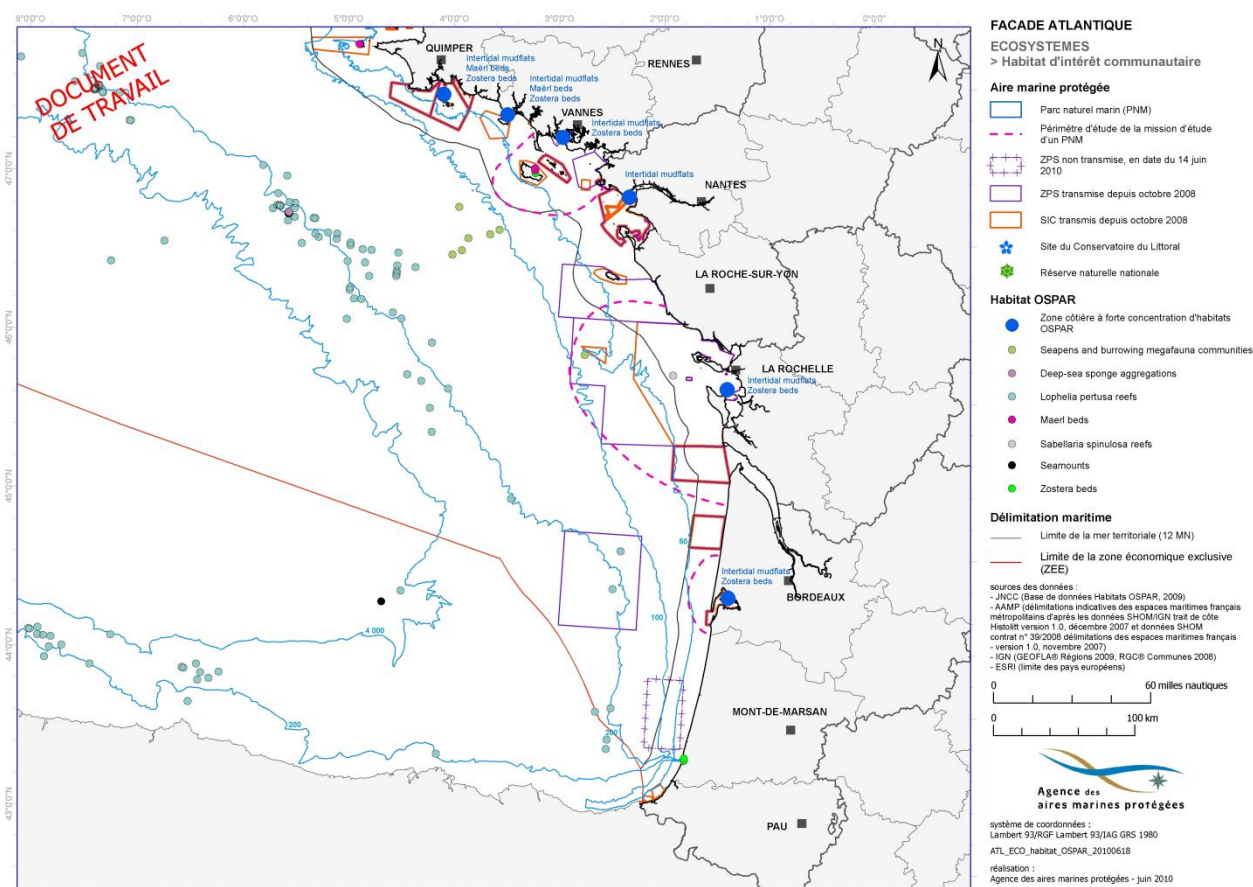 8°0'0"O
7°0'0"O
6°0'0"O
5°0'0"O
4°0'0"O
3°0'0"O
2°0'0"O
1°0'0"O
0°0'0"
47°0'0"N
46°0'0"N
45°0'0"N
44°0'0"N
43°0'0"N
DOCUMENT
DE TRAVAIL
N
QUIMPER
Intertidal mudflats
Maërl beds
Zostera beds
RENNES
Intertidal mudflats
Maërl beds
Zostera beds
VANNES
Intertidal mudflats
Zostera beds
Intertidal mudflats
NANTES
LA ROCHE-SUR-YON
LA ROCHELLE
Intertidal mudflats
Zostera beds
50
100
Intertidal mudflats
Zostera beds
BORDEAUX
4 000
MONT-DE-MARSAN
200
200
PAU
FACADE ATLANTIQUE
ECOSYSTEMES
> Habitat d'intérêt communautaire
Aire marine protégée
Parc naturel marin (PNM)
Périmètre d'étude de la mission d'étude
d'un PNM
ZPS non transmise, en date du 14 juin
2010
ZPS transmise depuis octobre 2008
SIC transmis depuis octobre 2008
Site du Conservatoire du Littoral
Réserve naturelle nationale
Habitat OSPAR
Zone côtière à forte concentration d'habitats
OSPAR
Seapens and burrowing megafauna communities
Deep-sea sponge aggregations
Lophelia pertusa reefs
Maerl beds
Sabellaria spinulosa reefs
Seamounts
Zostera beds
Délimitation maritime
Limite de la mer territoriale (12 MN)
Limite de la zone économique exclusive
(ZEE)
sources des données :
- JNCC (Base de données Habitats OSPAR, 2009)
- AAMP (délimitations indicatives des espaces maritimes français
métropolitains d'après les données SHOM/IGN trait de côte
Histolitt version 1.0, décembre 2007 et données SHOM
contrat n° 39/2008 délimitations des espaces maritimes français
- version 1.0, novembre 2007)
- IGN (GEOFLA® Régions 2009, RGC® Communes 2008)
- ESRI (limite des pays européens)
0 60 milles nautiques
0 100 km
Agence des
aires marines protégées
système de coordonnées :
Lambert 93/RGF Lambert 93/IAG GRS 1980
ATL_ECO_habitat_OSPAR_20100618
réalisation :
Agence des aires marines protégées - juin 2010